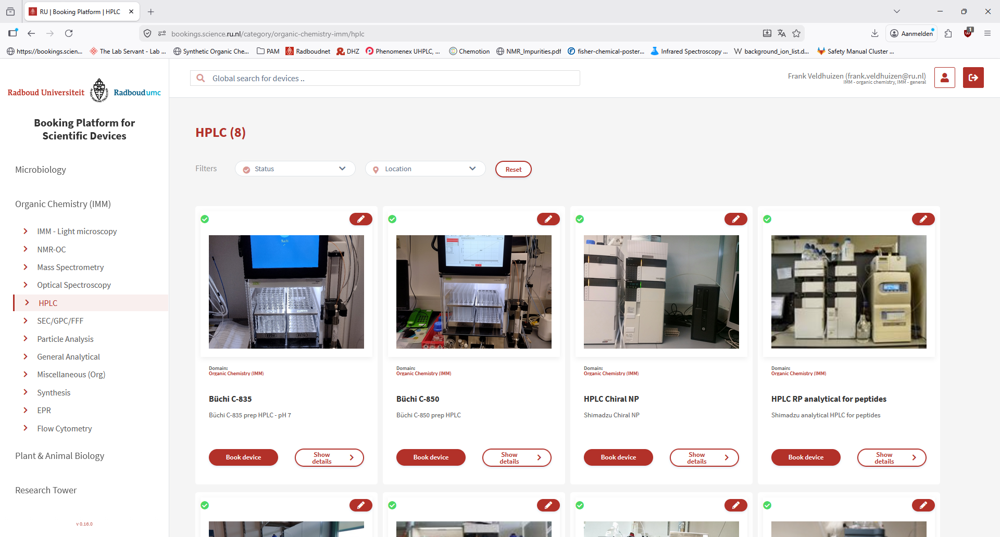 RU | Booking Platform | HPLC
bookings.science.ru.nl/category/organic-chemistry-imm/hplc
Aanmelden
1
https://bookings.scien...
The Lab Servant - Lab ...
Synthetic Organic Che...
PAM
Radboudnet
DHZ
Phenomenex UHPLC, ...
Chemotion
NMR_Impurities.pdf
fisher-chemical-poster...
Infrared Spectroscopy ...
background_ion_list.d...
Safety Manual Cluster ...
Radboud Universiteit
Radboudumc
Booking Platform for
Scientific Devices
Microbiology
Organic Chemistry (IMM)
IMM - Light microscopy
NMR-OC
Mass Spectrometry
Optical Spectroscopy
HPLC
SEC/GPC/FFF
Particle Analysis
General Analytical
Miscellaneous (Org)
Synthesis
EPR
Flow Cytometry
Plant & Animal Biology
Research Tower
v 0.16.0
Global search for devices ..
Frank Veldhuizen (frank.veldhuizen@ru.nl)
IMM - organic chemistry, IMM - general
HPLC (8)
Filters
Status
Location
Reset
Büchi
Domain:
Organic Chemistry (IMM)
Büchi C-835
Büchi C-835 prep HPLC - pH 7
Book device
Show
details
Domain:
Organic Chemistry (IMM)
Büchi C-850
Büchi C-850 prep HPLC
Book device
Show
details
Domain:
Organic Chemistry (IMM)
HPLC Chiral NP
Shimadzu Chiral NP
Book device
Show
details
Domain:
Organic Chemistry (IMM)
HPLC RP analytical for peptides
Shimadzu analytical HPLC for peptides
Book device
Show
details